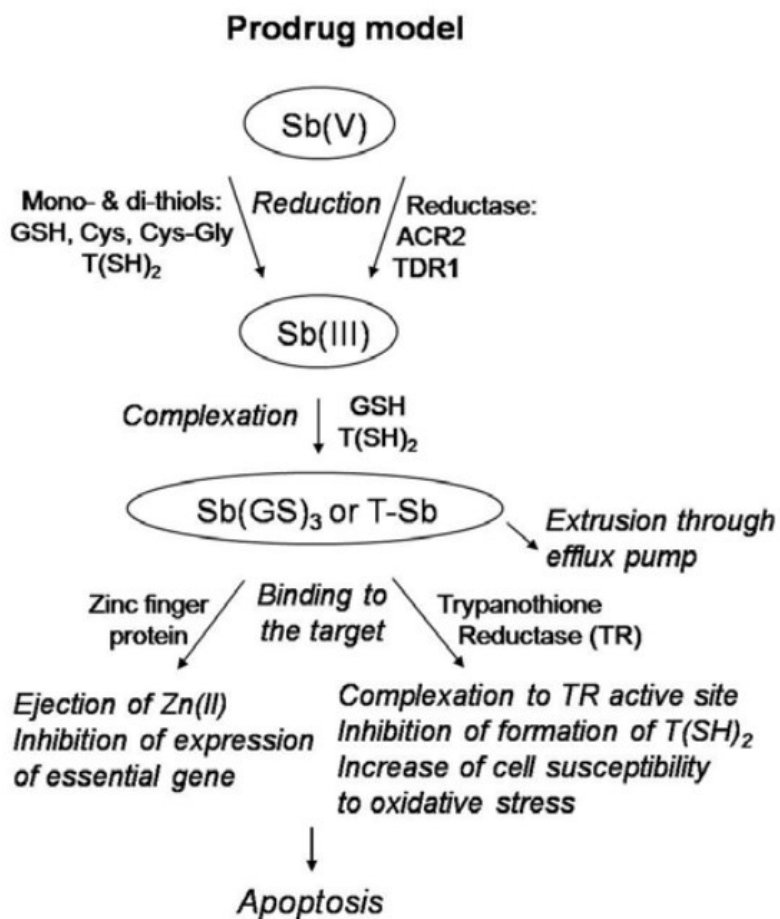 Prodrug model
Sb(V)
Mono- & di-thiols:
GSH, Cys, Cys-Gly
T(SH)₂
Reduction
Reductase:
ACR2
TDR1
Sb(III)
Complexation
GSH
T(SH)₂
Sb(GS)₃ or T-Sb
Extrusion through
efflux pump
Zinc finger
protein
Binding to
the target
Trypanothione
Reductase (TR)
Ejection of Zn(II)
Inhibition of expression
of essential gene
Complexation to TR active site
Inhibition of formation of T(SH)₂
Increase of cell susceptibility
to oxidative stress
Apoptosis